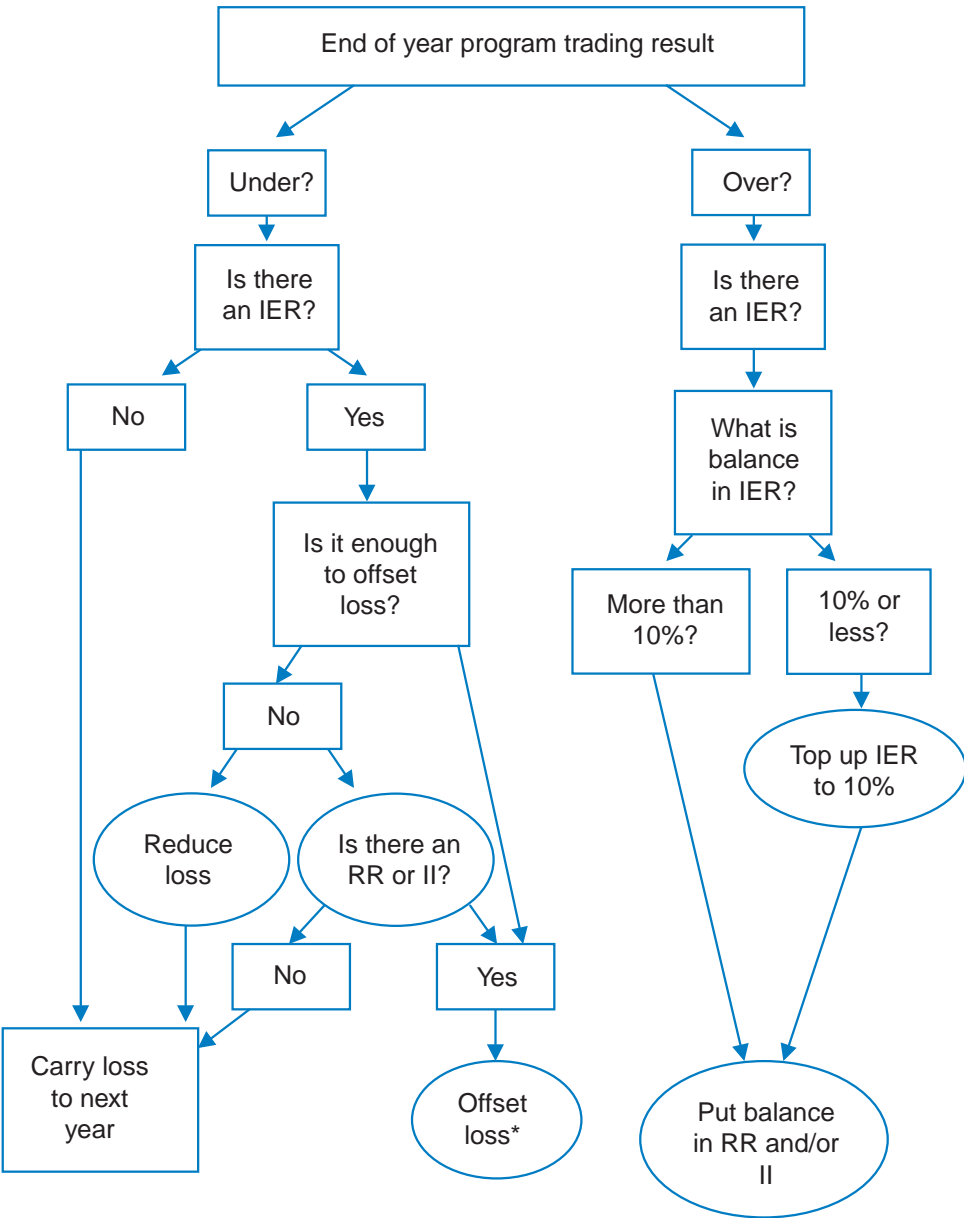 End of year program trading result
Under?
Over?
Is there
an IER?
Is there
an IER?
No
Yes
What is
balance
in IER?
Is it enough
to offset
loss?
More than
10%?
10% or
less?
No
Top up IER
to 10%
Reduce
loss
Is there an
RR or II?
No
Yes
Carry loss
to next
year
Offset
loss*
Put balance
in RR and/or
II